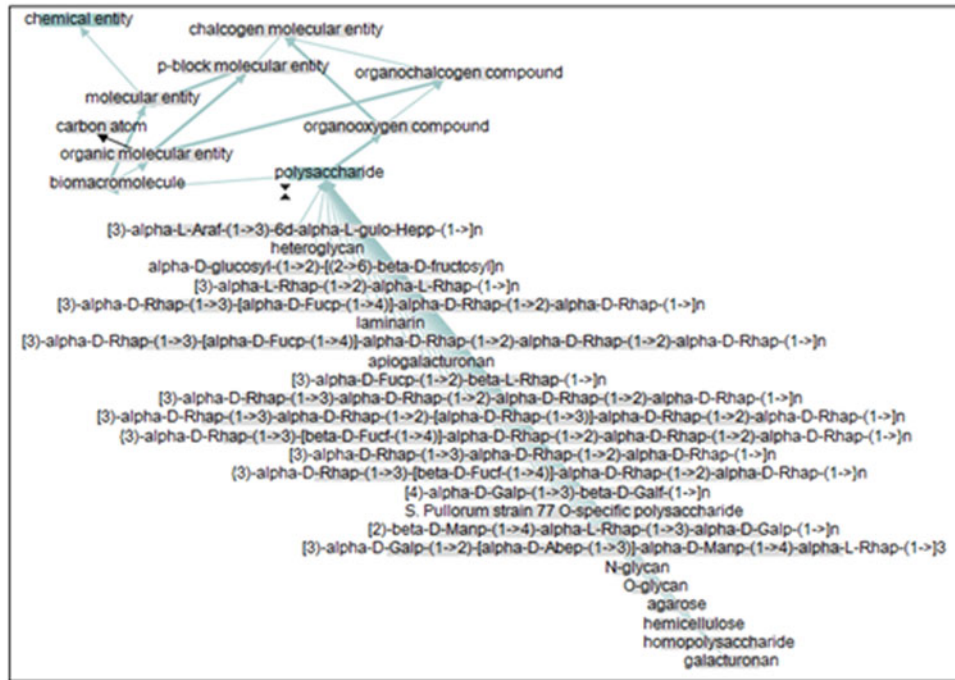 chemical entity
chalcogen molecular entity
p-block molecular entity
organochalcogen compound
molecular entity
carbon atom
organooxygen compound
organic molecular entity
biomacromolecule
polysaccharide
[3)-alpha-L-Araf-(1->3)-6d-alpha-L-gulo-Hepp-(1->]n
heteroglycan
alpha-D-glucosyl-(1->2)-[(2->6)-beta-D-fructosyl]n
[3)-alpha-L-Rhap-(1->2)-alpha-L-Rhap-(1->]n
[3)-alpha-D-Rhap-(1->3)-[alpha-D-Fucp-(1->4)]-alpha-D-Rhap-(1->2)-alpha-D-Rhap-(1->]n
laminarin
[3)-alpha-D-Rhap-(1->3)-[alpha-D-Fucp-(1->4)]-alpha-D-Rhap-(1->2)-alpha-D-Rhap-(1->2)-alpha-D-Rhap-(1->]n
apiogalacturonan
[3)-alpha-D-Fucp-(1->2)-beta-L-Rhap-(1->]n
[3)-alpha-D-Rhap-(1->3)-alpha-D-Rhap-(1->2)-alpha-D-Rhap-(1->2)-alpha-D-Rhap-(1->]n
[3)-alpha-D-Rhap-(1->3)-alpha-D-Rhap-(1->2)-[alpha-D-Rhap-(1->3)]-alpha-D-Rhap-(1->2)-alpha-D-Rhap-(1->]n
{3)-alpha-D-Rhap-(1->3)-[beta-D-Fucf-(1->4)]-alpha-D-Rhap-(1->2)-alpha-D-Rhap-(1->2)-alpha-D-Rhap-(1->}n
[3)-alpha-D-Rhap-(1->3)-alpha-D-Rhap-(1->2)-alpha-D-Rhap-(1->]n
{3)-alpha-D-Rhap-(1->3)-[beta-D-Fucf-(1->4)]-alpha-D-Rhap-(1->2)-alpha-D-Rhap-(1->}n
[4)-alpha-D-Galp-(1->3)-beta-D-Galf-(1->]n
S. Pullorum strain 77 O-specific polysaccharide
[2)-beta-D-Manp-(1->4)-alpha-L-Rhap-(1->3)-alpha-D-Galp-(1->]n
[3)-alpha-D-Galp-(1->2)-[alpha-D-Abep-(1->3)]-alpha-D-Manp-(1->4)-alpha-L-Rhap-(1->]3
N-glycan
O-glycan
agarose
hemicellulose
homopolysaccharide
galacturonan